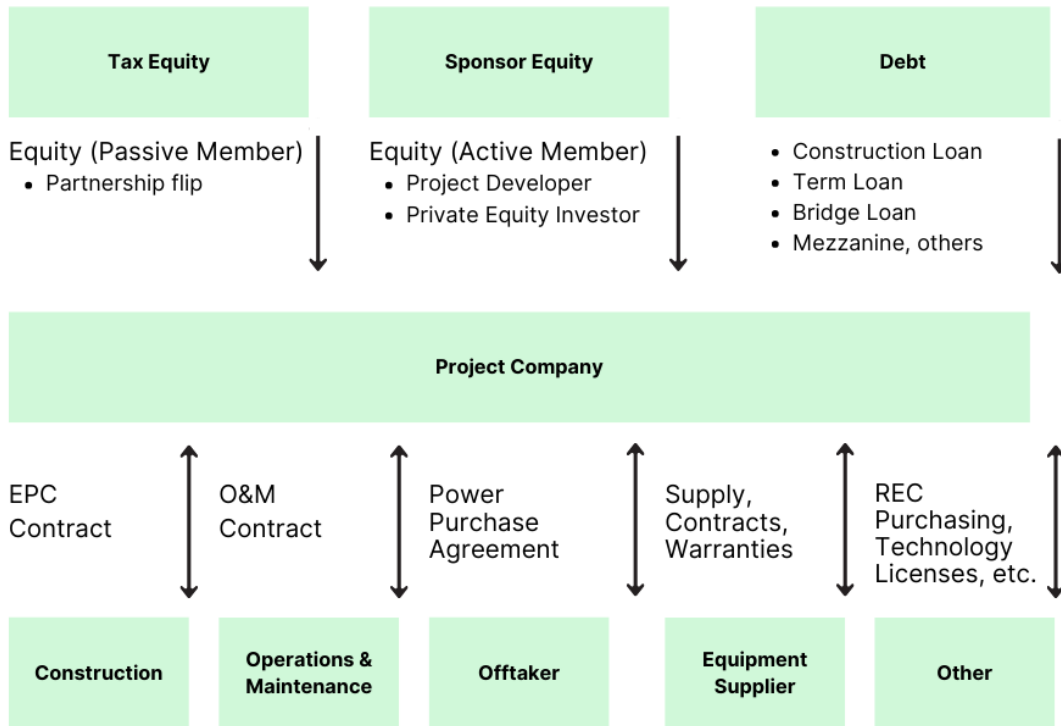 Tax Equity
Sponsor Equity
Debt
Equity (Passive Member)
• Partnership flip
Equity (Active Member)
• Project Developer
• Private Equity Investor
• Construction Loan
• Term Loan
• Bridge Loan
• Mezzanine, others
Project Company
EPC
Contract
O&M
Contract
Power
Purchase
Agreement
Supply,
Contracts,
Warranties
REC
Purchasing,
Technology
Licenses, etc.
Construction
Operations &
Maintenance
Offtaker
Equipment
Supplier
Other